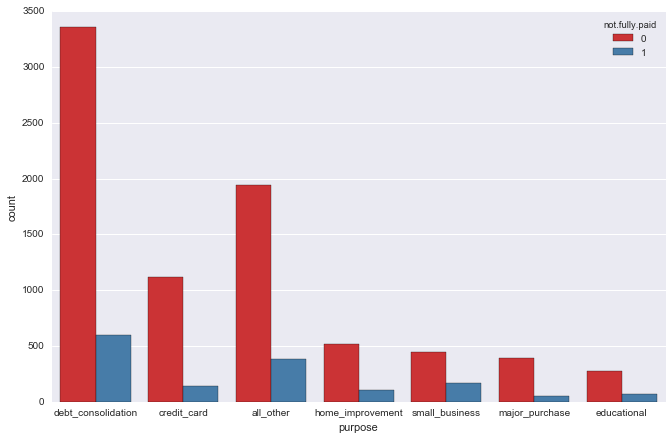 3500
not.fully.paid
0
1
3000
2500
2000
1500
1000
500
0
count
debt_consolidation credit_card all_other home_improvement small_business major_purchase educational
purpose